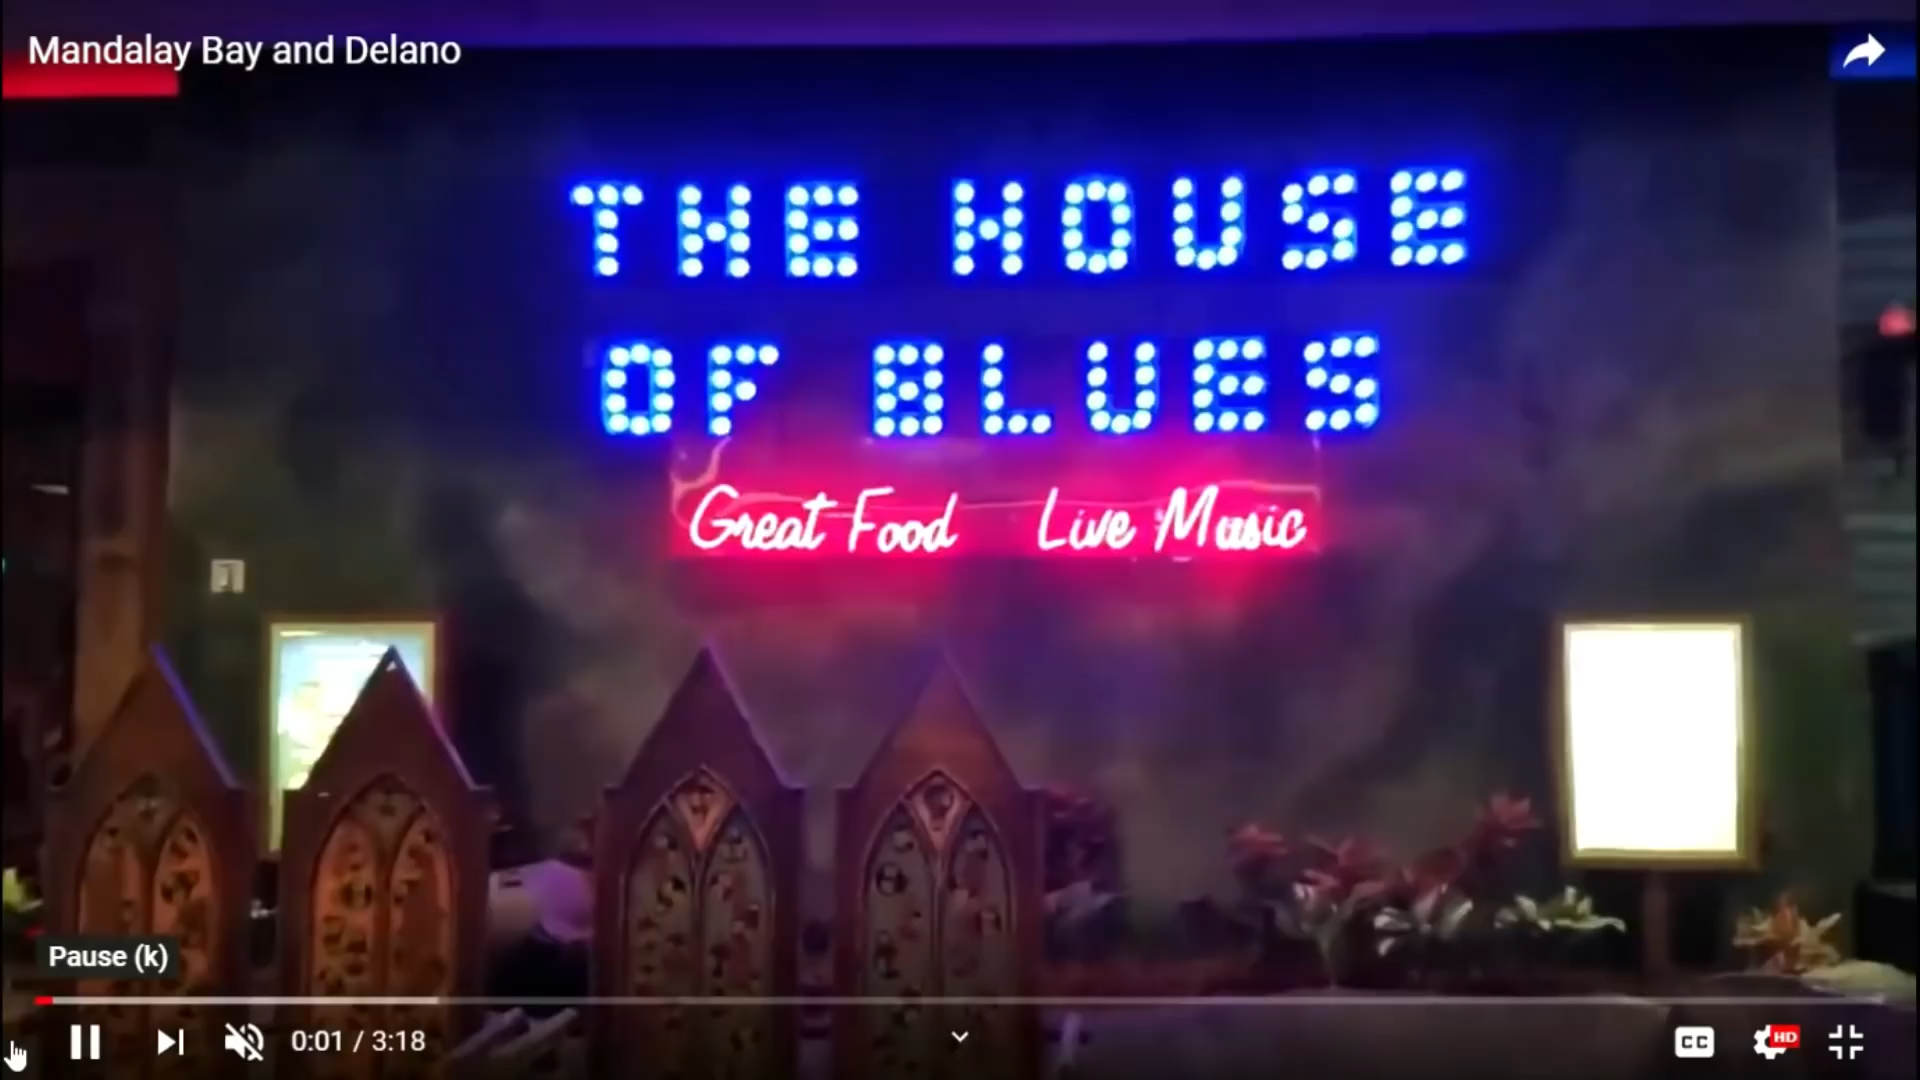 Mandalay Bay and Delano
THE HOUSE
OF BLUES
Great Food Live Music
Pause (k)
0:01 / 3:18
CC
HD